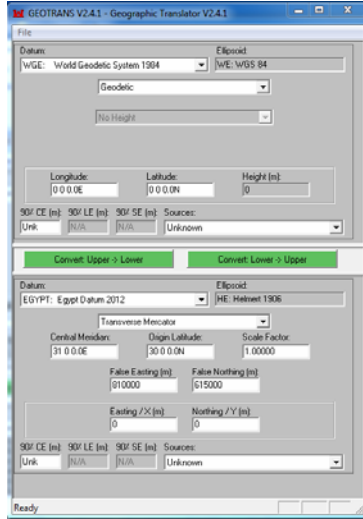 GEOTRANS V2.4.1 - Geographic Translator V2.4.1
File
Datum: Ellipsoid:
WGE: World Geodetic System 1984 WE: WGS 84
Geodetic
No Height
Longitude: Latitude: Height (m):
0 0 0.0E 0 0 0.0N 0
90% CE (m): 90% LE (m): 90% SE (m): Sources:
Unk N/A N/A Unknown
Convert: Upper -> Lower Convert: Lower -> Upper
Datum: Ellipsoid:
EGYPT: Egypt Datum 2012 HE: Helmert 1906
Transverse Mercator
Central Meridian: Origin Latitude: Scale Factor:
31 0 0.0E 30 0 0.0N 1.00000
False Easting (m): False Northing (m):
810000 615000
Easting / X (m): Northing / Y (m):
0 0
90% CE (m): 90% LE (m): 90% SE (m): Sources:
Unk N/A N/A Unknown
Ready